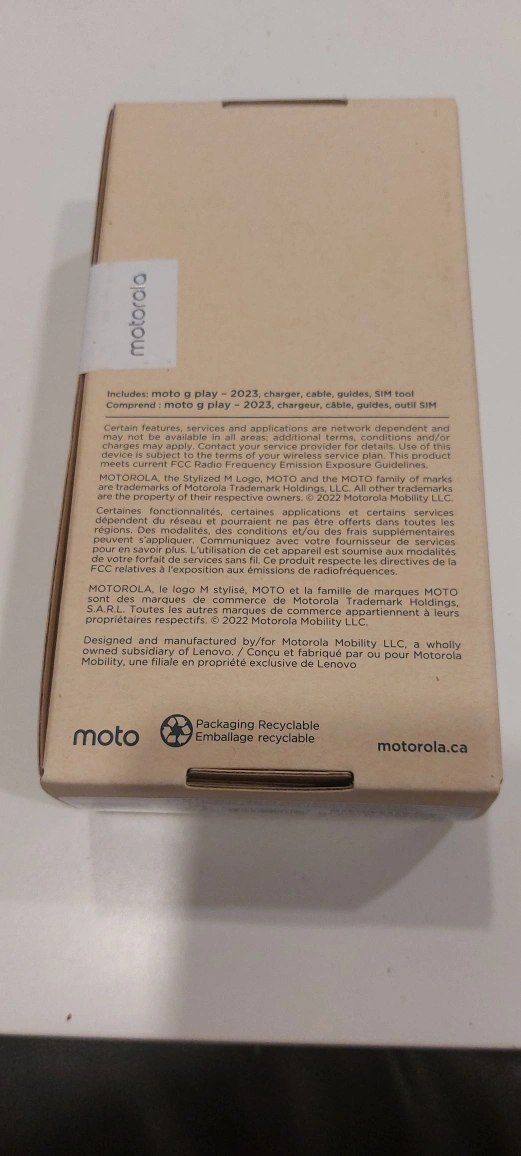 motorola
Includes: moto g play – 2023, charger, cable, guides, SIM tool
Comprend : moto g play – 2023, chargeur, câble, guides, outil SIM
Certain features, services and applications are network dependent and
may not be available in all areas; additional terms, conditions and/or
charges may apply. Contact your service provider for details. Use of this
device is subject to the terms of your wireless service plan. This product
meets current FCC Radio Frequency Emission Exposure Guidelines.
MOTOROLA, the Stylized M Logo, MOTO and the MOTO family of marks
are trademarks of Motorola Trademark Holdings, LLC. All other trademarks
are the property of their respective owners. © 2022 Motorola Mobility LLC.
Certaines fonctionnalités, certaines applications et certains services
dépendent du réseau et pourraient ne pas être offerts dans toutes les
régions. Des modalités, des conditions et/ou des frais supplémentaires
peuvent s'appliquer. Communiquez avec votre fournisseur de services
pour en savoir plus. L'utilisation de cet appareil est soumise aux modalités
de votre forfait de services sans fil. Ce produit respecte les directives de la
FCC relatives à l'exposition aux émissions de radiofréquences.
MOTOROLA, le logo M stylisé, MOTO et la famille de marques MOTO
sont des marques de commerce de Motorola Trademark Holdings,
S.A.R.L. Toutes les autres marques de commerce appartiennent à leurs
propriétaires respectifs. © 2022 Motorola Mobility LLC.
Designed and manufactured by/for Motorola Mobility LLC, a wholly
owned subsidiary of Lenovo. / Conçu et fabriqué par ou pour Motorola
Mobility, une filiale en propriété exclusive de Lenovo
moto
Packaging Recyclable
Emballage recyclable
motorola.ca